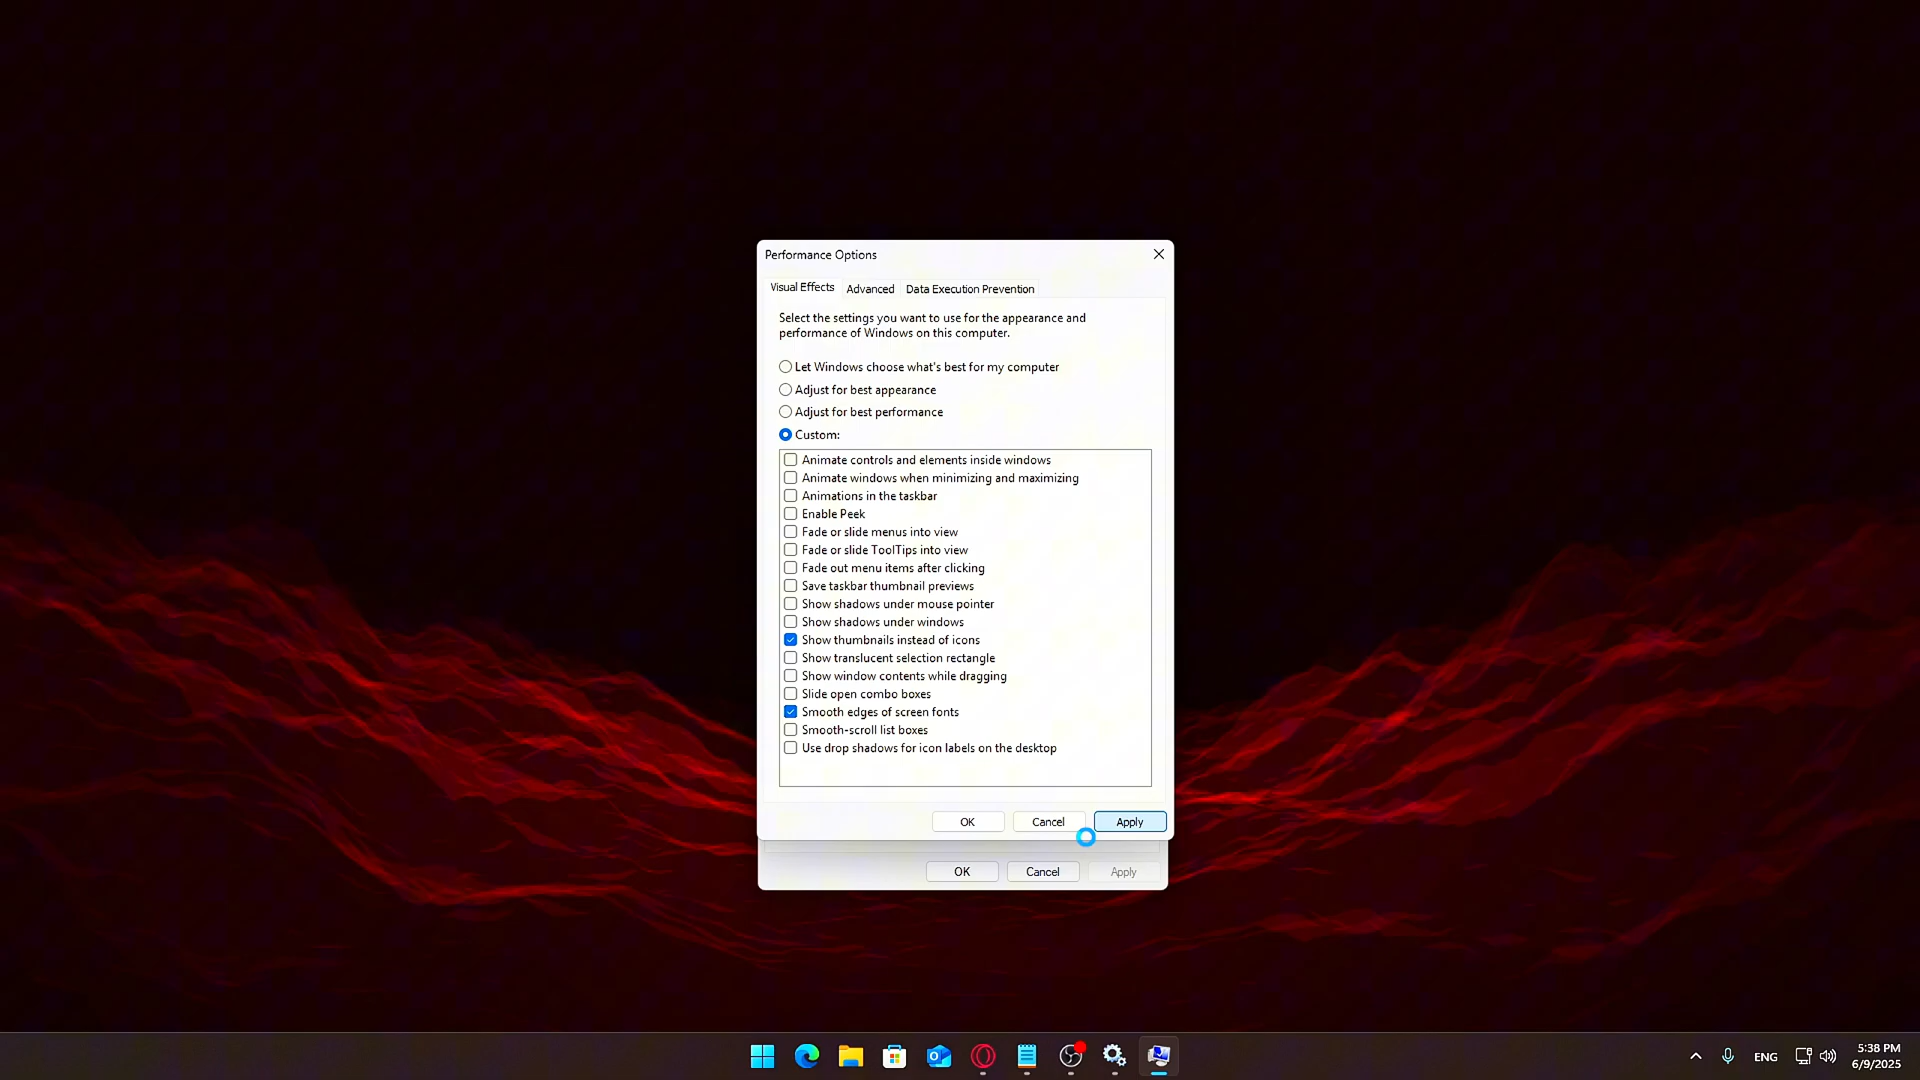 Performance Options
Visual Effects
Advanced
Data Execution Prevention
Select the settings you want to use for the appearance and
performance of Windows on this computer.
Let Windows choose what's best for my computer
Adjust for best appearance
Adjust for best performance
Custom:
Animate controls and elements inside windows
Animate windows when minimizing and maximizing
Animations in the taskbar
Enable Peek
Fade or slide menus into view
Fade or slide ToolTips into view
Fade out menu items after clicking
Save taskbar thumbnail previews
Show shadows under mouse pointer
Show shadows under windows
Show thumbnails instead of icons
Show translucent selection rectangle
Show window contents while dragging
Slide open combo boxes
Smooth edges of screen fonts
Smooth-scroll list boxes
Use drop shadows for icon labels on the desktop
OK
Cancel
Apply
OK
Cancel
Apply
ENG
5:38 PM
6/9/2025